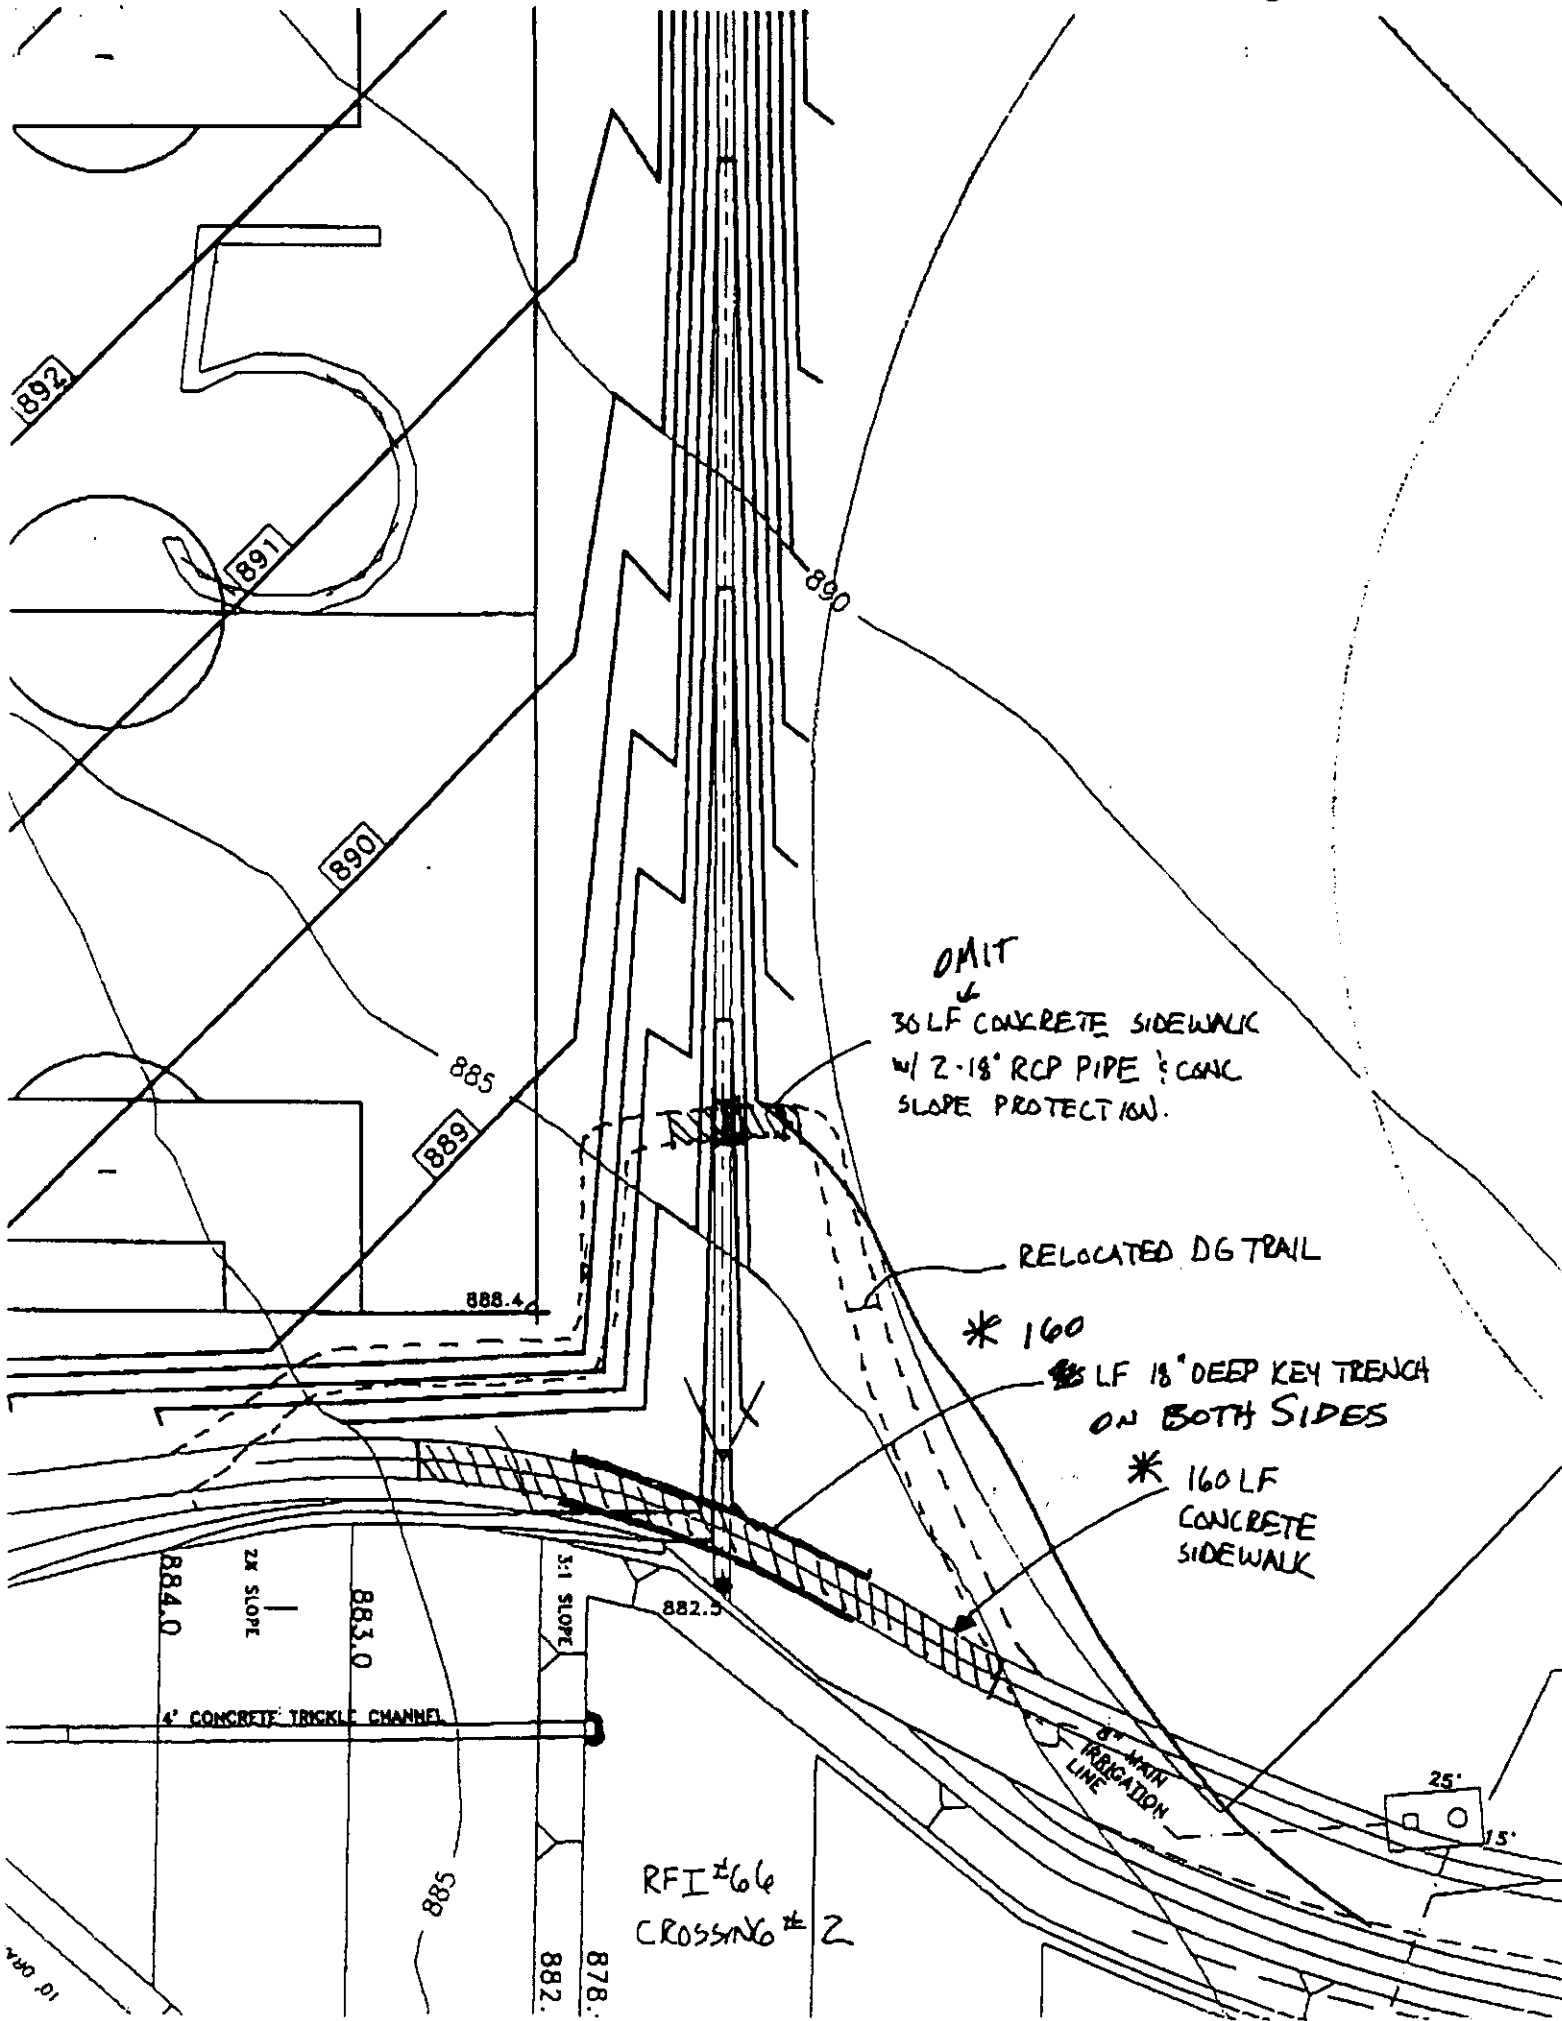 5
892
891
890
890
889
885
OMIT
30 LF CONCRETE SIDEWALK
w/ 2-18" RCP PIPE & CONC
SLOPE PROTECTION.
RELOCATED DG TRAIL
888.4
* 160
LF 18" DEEP KEY TRENCH
ON BOTH SIDES
* 160 LF
CONCRETE
SIDEWALK
884.0
2% SLOPE
883.0
3:1 SLOPE
882.5
4' CONCRETE TRICKLE CHANNEL
8" MAIN
IRRIGATION
LINE
25'
15'
885
RFI #66
CROSSING # 2
882.
878.
10'